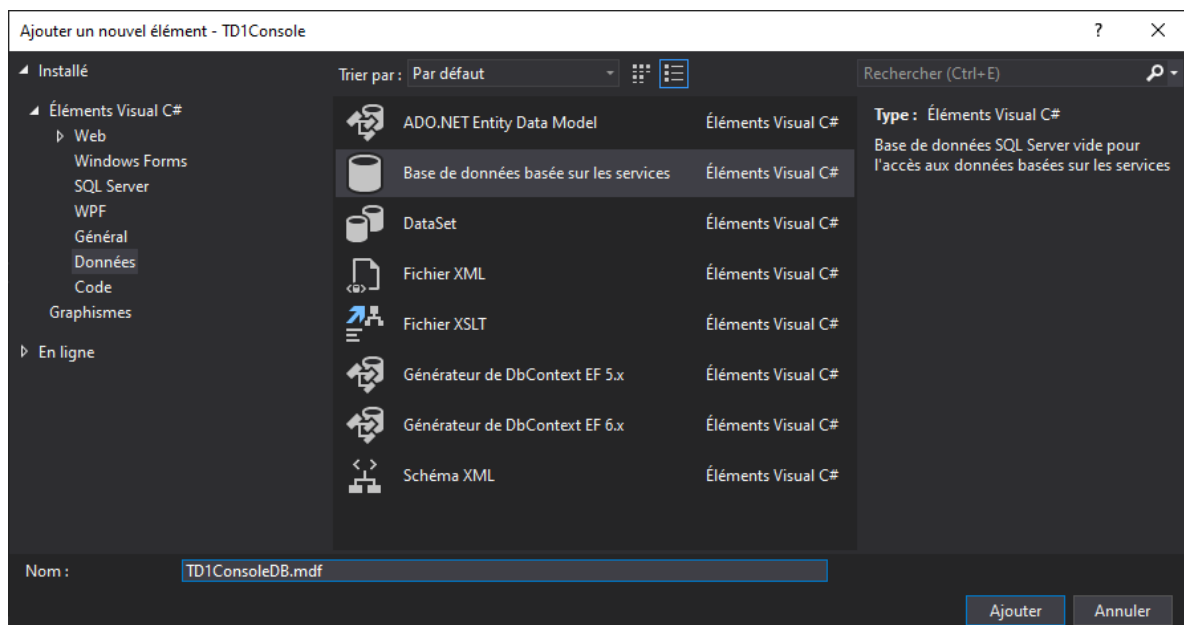 Ajouter un nouvel élément - TD1Console
?
Installé
Trier par : Par défaut
Rechercher (Ctrl+E)
Éléments Visual C#
Web
Windows Forms
SQL Server
WPF
Général
Données
Code
Graphismes
En ligne
ADO.NET Entity Data Model Éléments Visual C#
Base de données basée sur les services Éléments Visual C#
DataSet Éléments Visual C#
Fichier XML Éléments Visual C#
Fichier XSLT Éléments Visual C#
Générateur de DbContext EF 5.x Éléments Visual C#
Générateur de DbContext EF 6.x Éléments Visual C#
Schéma XML Éléments Visual C#
Type : Éléments Visual C#
Base de données SQL Server vide pour
l'accès aux données basées sur les services
Nom : TD1ConsoleDB.mdf
Ajouter Annuler